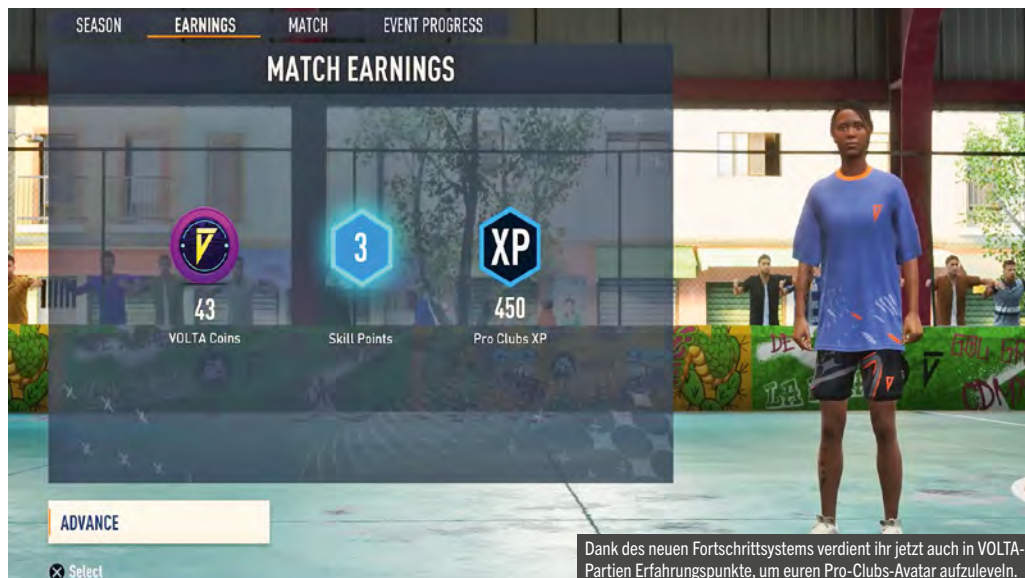 SEASON EARNINGS MATCH EVENT PROGRESS
MATCH EARNINGS
3 XP
43 450
VOLTA Coins Skill Points Pro Clubs XP
ADVANCE
Select
Dank des neuen Fortschrittsystems verdient ihr jetzt auch in VOLTA-
Partien Erfahrungspunkte, um euren Pro-Clubs-Avatar aufzuleveln.